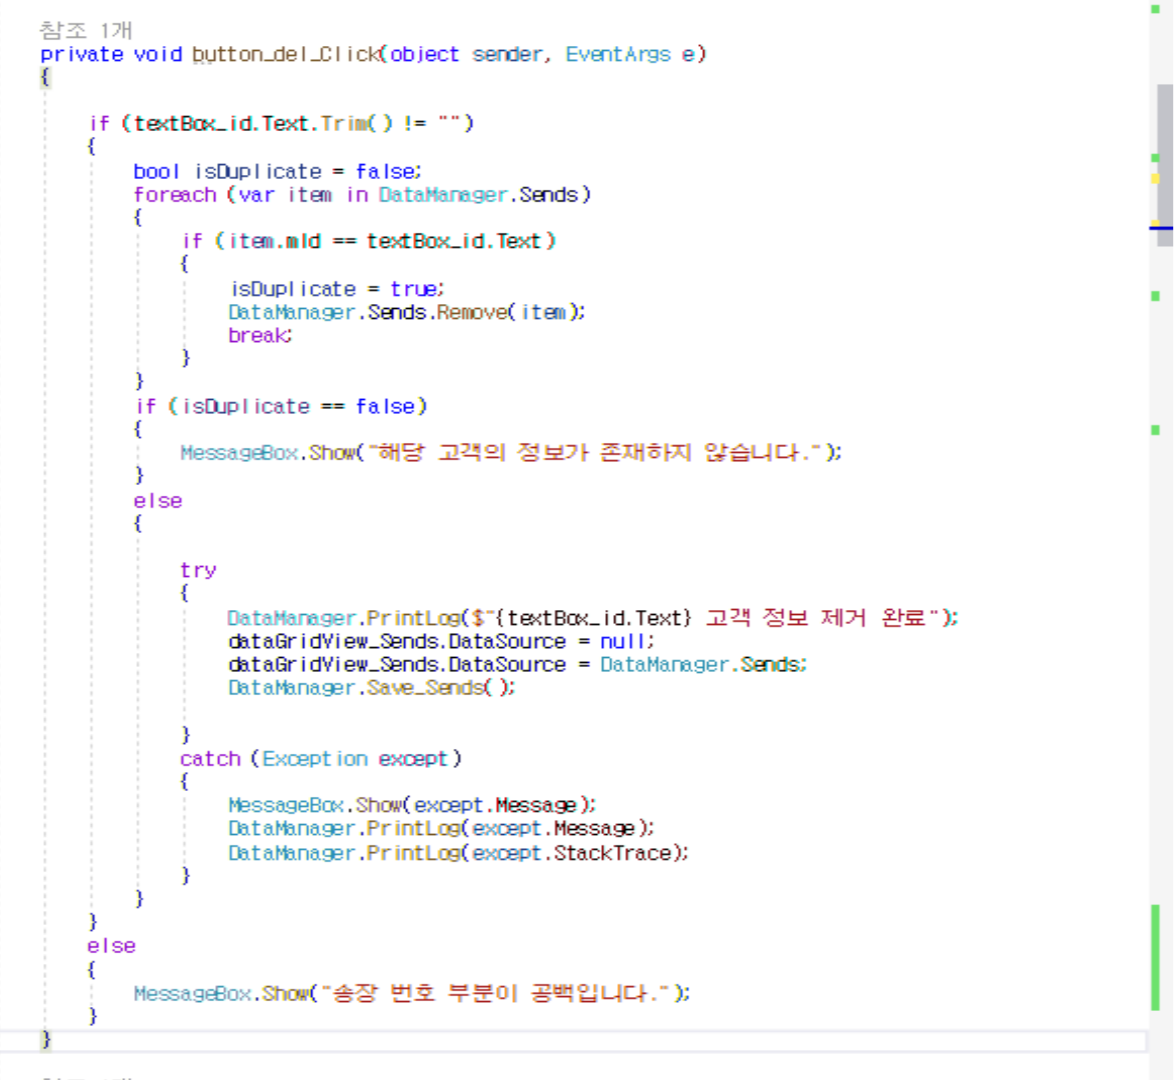 참조 1개
private void button_del_Click(object sender, EventArgs e)
{
if (textBox_id.Text.Trim() != "")
{
bool isDuplicate = false;
foreach (var item in DataManager.Sends)
{
if (item.mId == textBox_id.Text)
{
isDuplicate = true;
DataManager.Sends.Remove(item);
break;
}
}
if (isDuplicate == false)
{
MessageBox.Show("해당 고객의 정보가 존재하지 않습니다.");
}
else
{
try
{
DataManager.PrintLog($"{textBox_id.Text} 고객 정보 제거 완료");
dataGridView_Sends.DataSource = null;
dataGridView_Sends.DataSource = DataManager.Sends;
DataManager.Save_Sends();
}
catch (Exception except)
{
MessageBox.Show(except.Message);
DataManager.PrintLog(except.Message);
DataManager.PrintLog(except.StackTrace);
}
}
}
else
{
MessageBox.Show("송장 번호 부분이 공백입니다.");
}
}